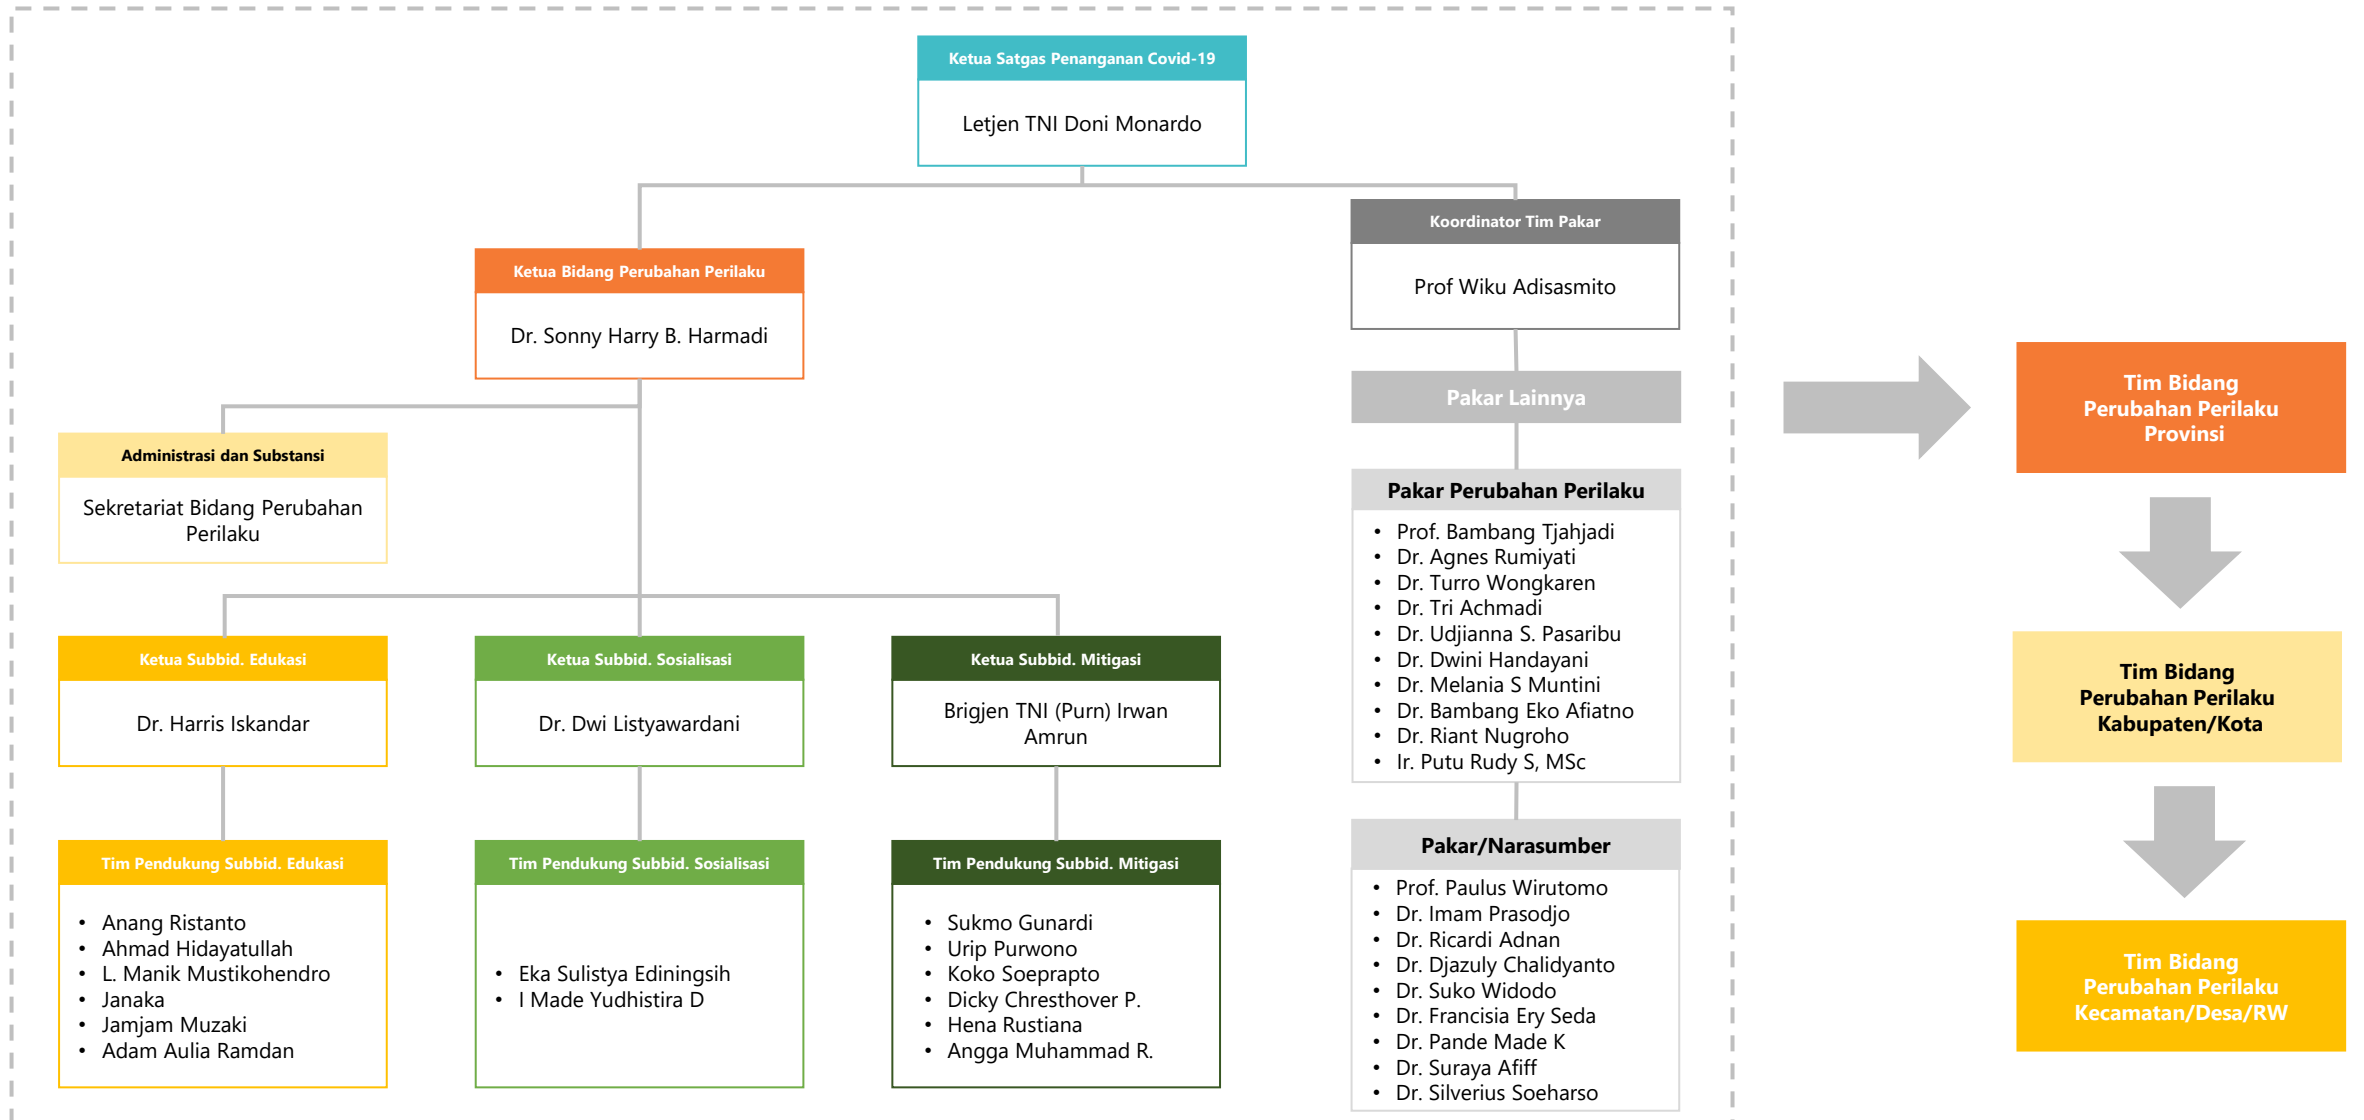 Ketua Satgas Penanganan Covid-19
Letjen TNI Doni Monardo
Ketua Bidang Perubahan Perilaku
Dr. Sonny Harry B. Harmadi
Koordinator Tim Pakar
Prof Wiku Adisasmito
Pakar Lainnya
Administrasi dan Substansi
Sekretariat Bidang Perubahan
Perilaku
Ketua Subbid. Edukasi
Dr. Harris Iskandar
Ketua Subbid. Sosialisasi
Dr. Dwi Listyawardani
Ketua Subbid. Mitigasi
Brigjen TNI (Purn) Irwan
Amrun
Tim Pendukung Subbid. Edukasi
• Anang Ristanto
• Ahmad Hidayatullah
• L. Manik Mustikohendro
• Janaka
• Jamjam Muzaki
• Adam Aulia Ramdan
Tim Pendukung Subbid. Sosialisasi
• Eka Sulistya Ediningsih
• I Made Yudhistira D
Tim Pendukung Subbid. Mitigasi
• Sukmo Gunardi
• Urip Purwono
• Koko Soeprapto
• Dicky Chresthover P.
• Hena Rustiana
• Angga Muhammad R.
Pakar Perubahan Perilaku
• Prof. Bambang Tjahjadi
• Dr. Agnes Rumiyati
• Dr. Turro Wongkaren
• Dr. Tri Achmadi
• Dr. Udjianna S. Pasaribu
• Dr. Dwini Handayani
• Dr. Melania S Muntini
• Dr. Bambang Eko Afiatno
• Dr. Riant Nugroho
• Ir. Putu Rudy S, MSc
Pakar/Narasumber
• Prof. Paulus Wirutomo
• Dr. Imam Prasodjo
• Dr. Ricardi Adnan
• Dr. Djazuly Chalidyanto
• Dr. Suko Widodo
• Dr. Francisia Ery Seda
• Dr. Pande Made K
• Dr. Suraya Afiff
• Dr. Silverius Soeharso
Tim Bidang
Perubahan Perilaku
Provinsi
Tim Bidang
Perubahan Perilaku
Kabupaten/Kota
Tim Bidang
Perubahan Perilaku
Kecamatan/Desa/RW